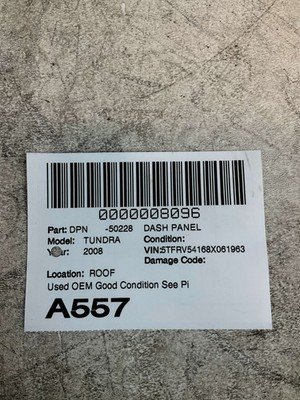 0000008096
Part: DPN -50228 DASH PANEL
Model: TUNDRA Condition:
Year: 2008 VIN:5TFRV54168X061963
Damage Code:
Location: ROOF
Used OEM Good Condition See Pi
A557